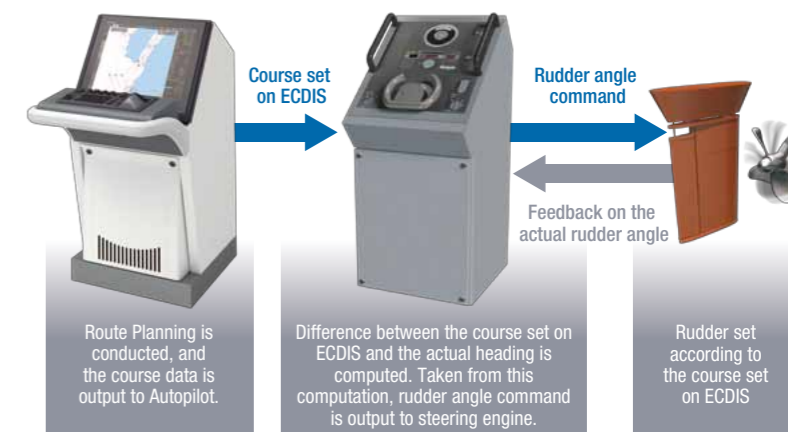 Course set
on ECDIS
Rudder angle
command
Feedback on the
actual rudder angle
Route Planning is
conducted, and
the course data is
output to Autopilot.
Difference between the course set on
ECDIS and the actual heading is
computed. Taken from this
computation, rudder angle command
is output to steering engine.
Rudder set
according to
the course set
on ECDIS